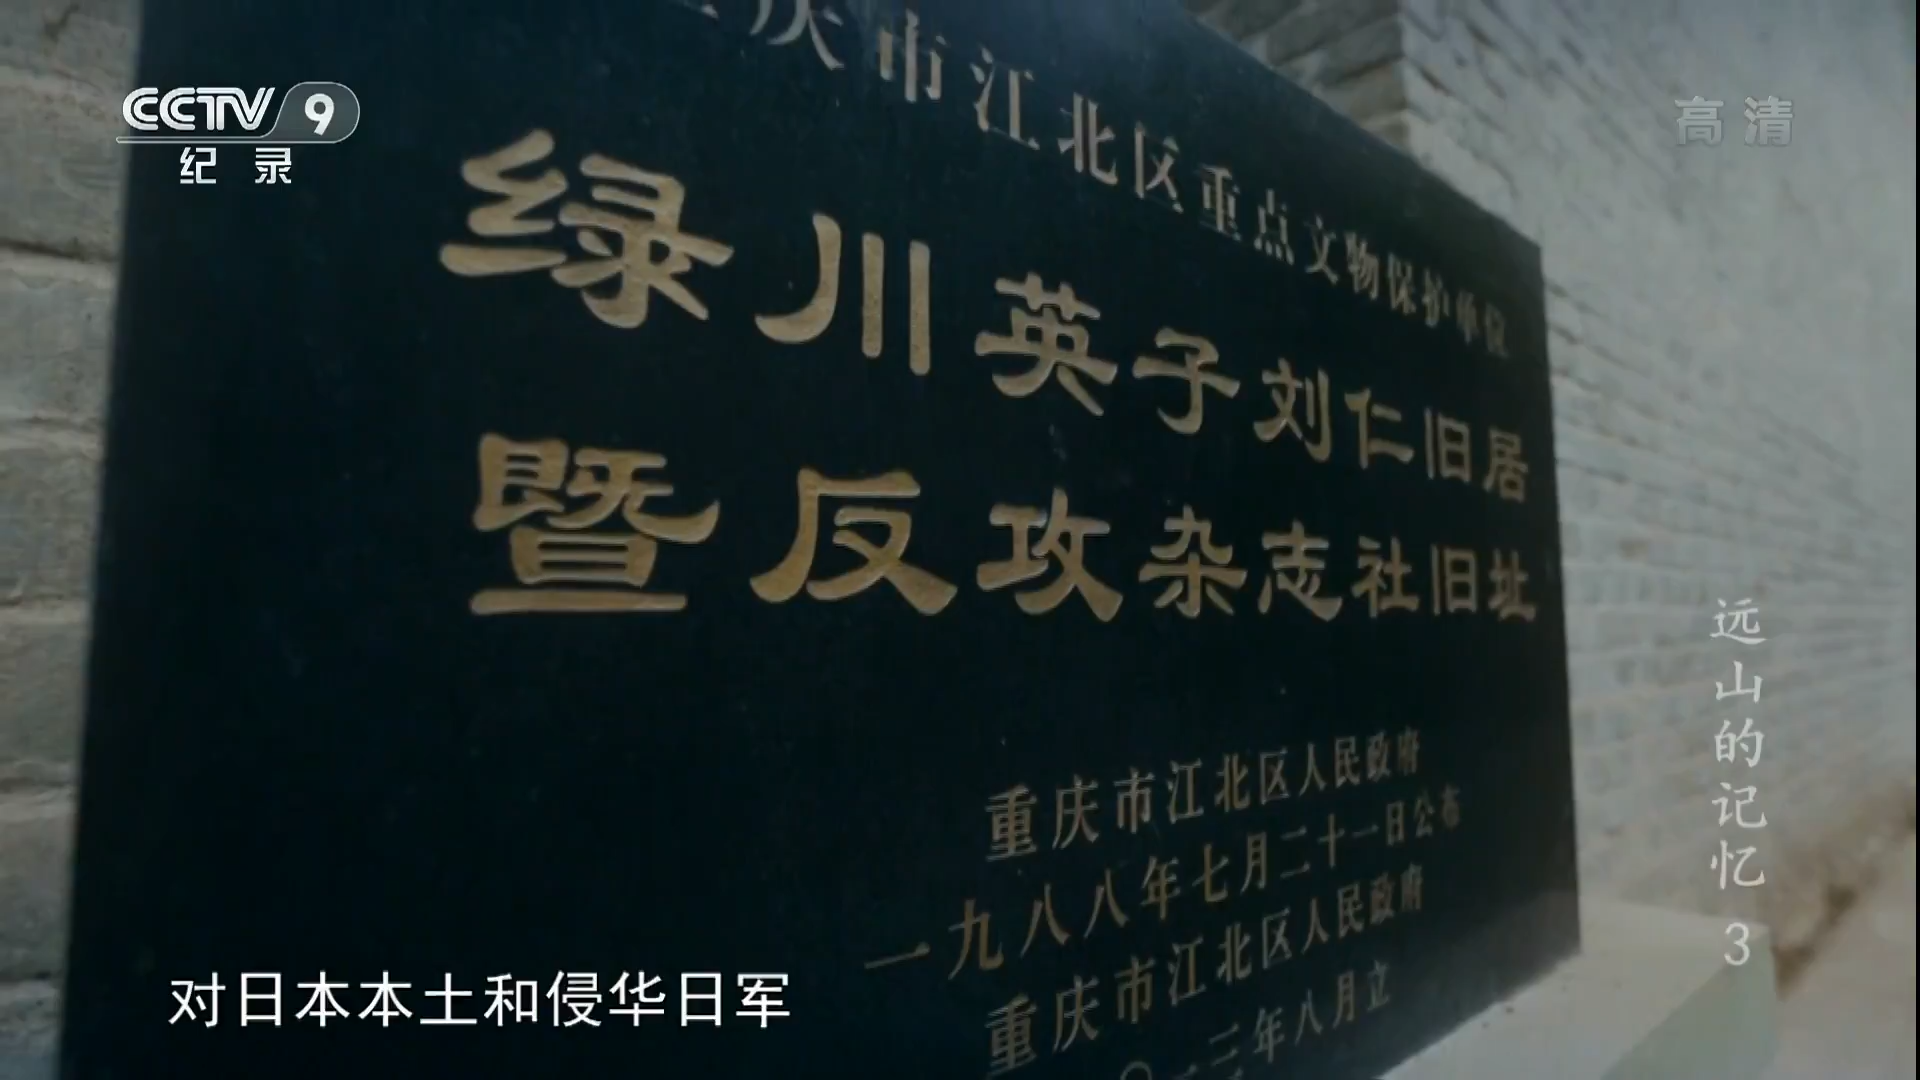 CCTV 9
纪录
高清
庆市江北区重点文物保护单位
绿川英子刘仁旧居
暨反攻杂志社旧址
重庆市江北区人民政府
一九八八年七月二十一日公布
重庆市江北区人民政府
〇一三年八月立
远山的记忆 3
对日本本土和侵华日军